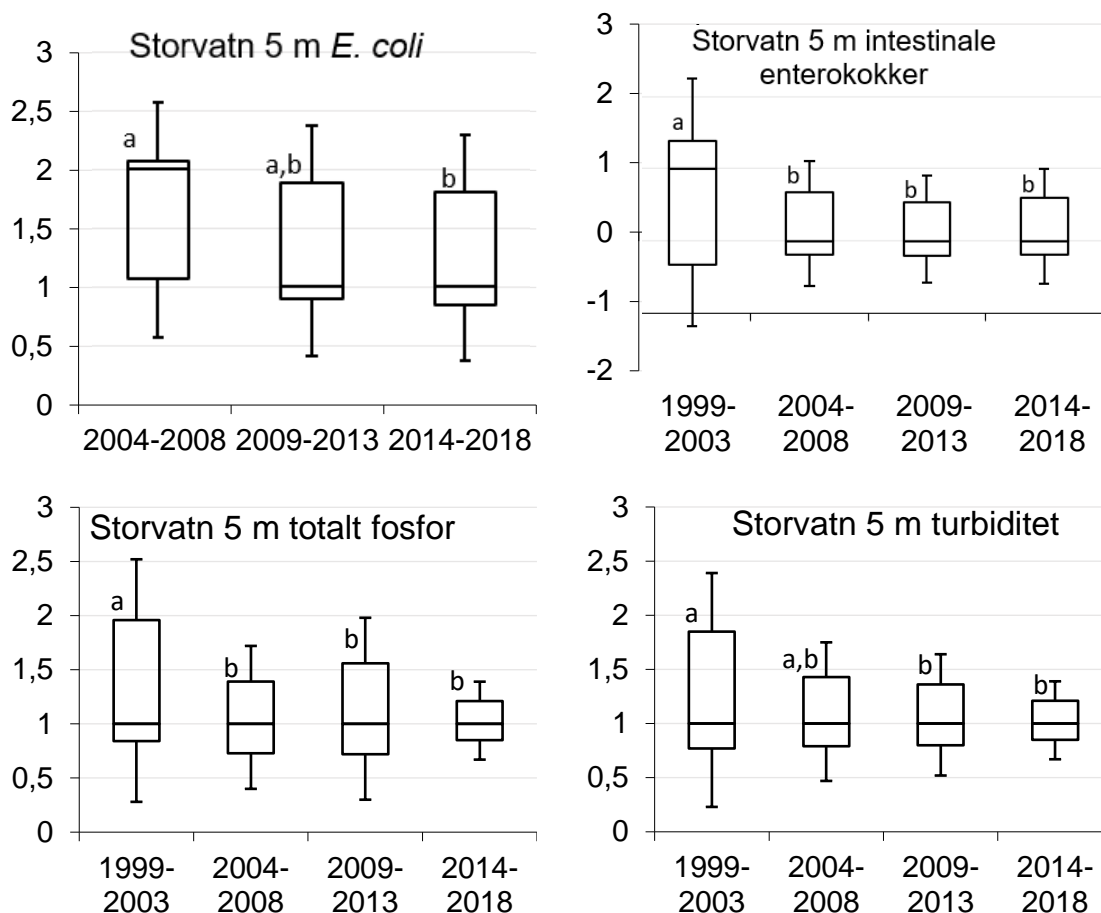 Storvatn 5 m E. coli
3
2,5
2
1,5
1
0,5
0
a
a,b
b
2004-2008
2009-2013
2014-2018
Storvatn 5 m intestinale
enterokokker
3
2
1
0
-1
-2
a
b
b
b
1999-
2003
2004-
2008
2009-
2013
2014-
2018
Storvatn 5 m totalt fosfor
3
2,5
2
1,5
1
0,5
0
a
b
b
b
1999-
2003
2004-
2008
2009-
2013
2014-
2018
Storvatn 5 m turbiditet
3
2,5
2
1,5
1
0,5
0
a
a,b
b
b
1999-
2003
2004-
2008
2009-
2013
2014-
2018